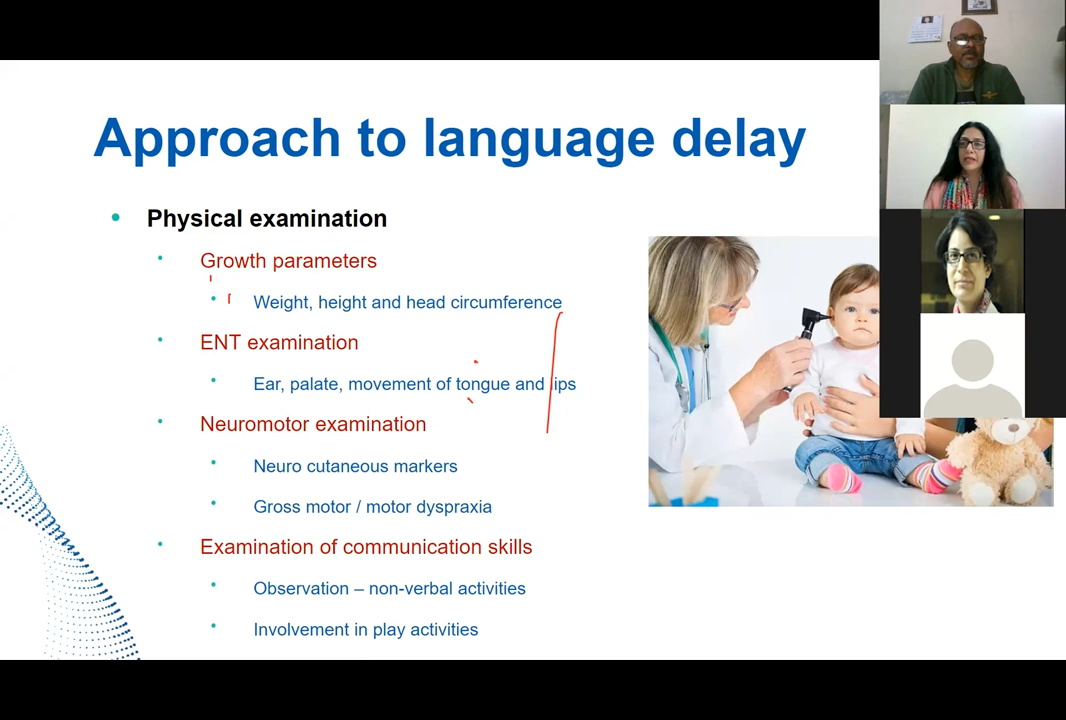 Approach to language delay
Physical examination
Growth parameters
Weight, height and head circumference
ENT examination
Ear, palate, movement of tongue and lips
Neuromotor examination
Neuro cutaneous markers
Gross motor / motor dyspraxia
Examination of communication skills
Observation – non-verbal activities
Involvement in play activities